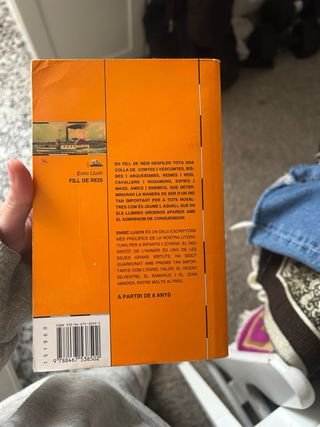 Enric Lluch
FILL DE REIS
EN FILL DE REIS DESFILEN TOTA UNA
COLLA DE COMTES I VESCOMTES, BIS-
BES I ARQUEBISBES, REINES I REIS,
CAVALLERS I RODAMONS, ESPIES I
MAGS, AMICS I ENEMICS, QUE DETER-
MINARAN LA MANERA DE SER D'UN REI
TAN IMPORTANT PER A TOTS NOSAL-
TRES COM ÉS JAUME I, AQUELL QUE EN
ELS LLIBRES GROSSOS APAREIX AMB
EL SOBRENOM DE CONQUERIDOR.
ENRIC LLUCH ÉS UN DELS ESCRIPTORS
MÉS PROLÍFICS DE LA NOSTRA LITERA-
TURA PER A INFANTS I JOVENS. EL SEU
SENTIT DE L'HUMOR ÉS UNA DE LES
SEUES GRANS VIRTUTS. HA SIGUT
GUARDONAT AMB PREMIS TAN IMPOR-
TANTS COM L'ENRIC VALOR, EL VICENT
SILVESTRE, EL SAMARUC I EL JOAN
AMADES, ENTRE MOLTS ALTRES.
A PARTIR DE 8 ANYS
151960
9788467538502